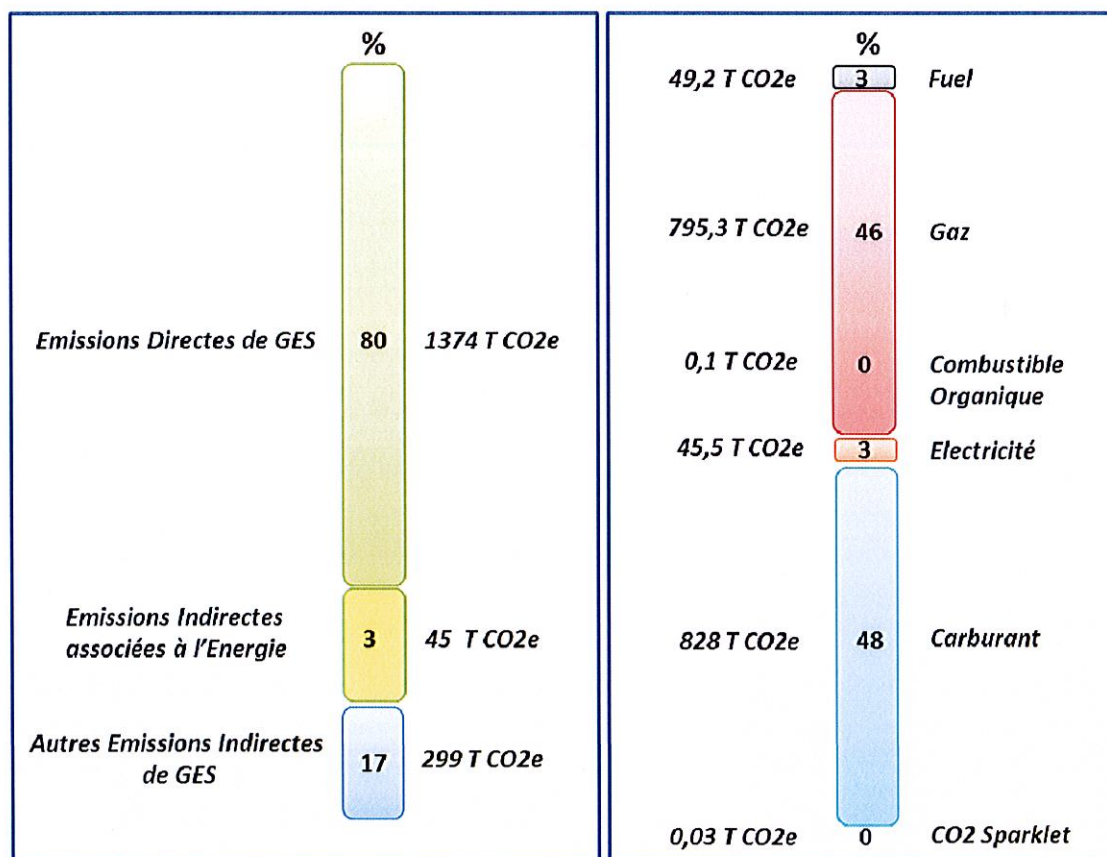 %
Emissions Directes de GES 80 1374 T CO2e
Emissions Indirectes
associées à l'Energie 3 45 T CO2e
Autres Emissions Indirectes
de GES 17 299 T CO2e
%
49,2 T CO2e 3 Fuel
795,3 T CO2e 46 Gaz
0,1 T CO2e 0 Combustible
Organique
45,5 T CO2e 3 Electricité
828 T CO2e 48 Carburant
0,03 T CO2e 0 CO2 Sparklet